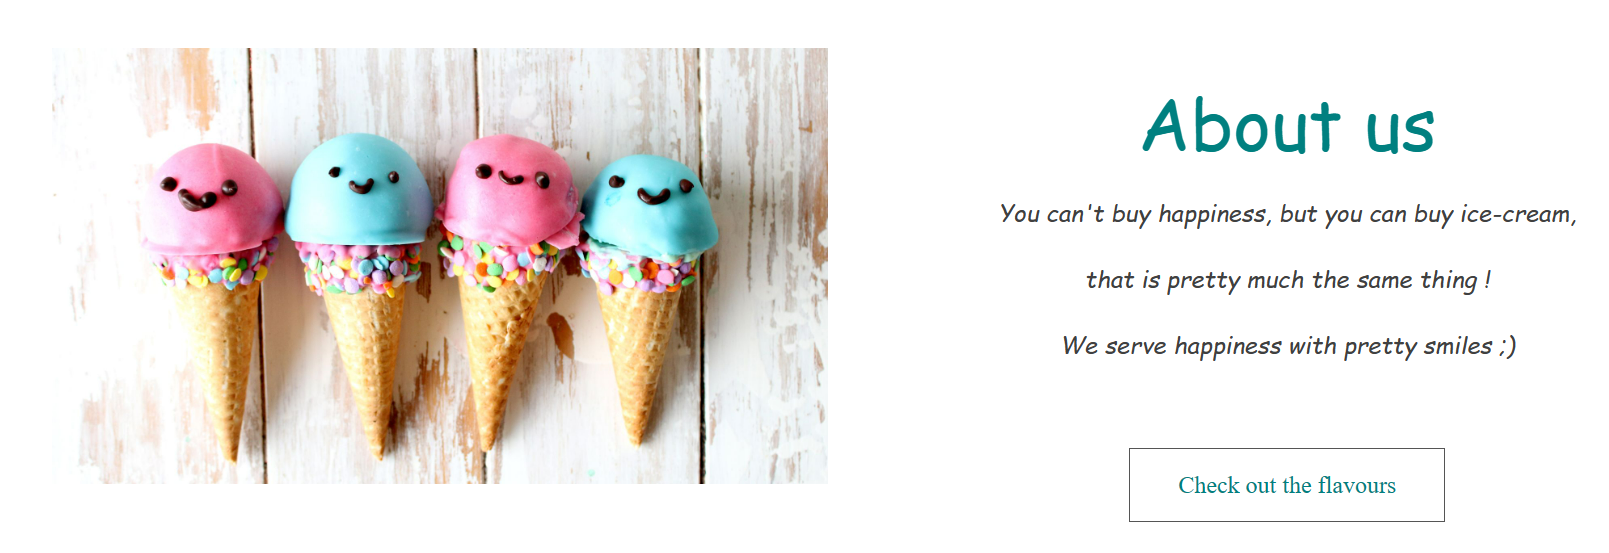 About us
You can't buy happiness, but you can buy ice-cream,
that is pretty much the same thing !
We serve happiness with pretty smiles ;)
Check out the flavours